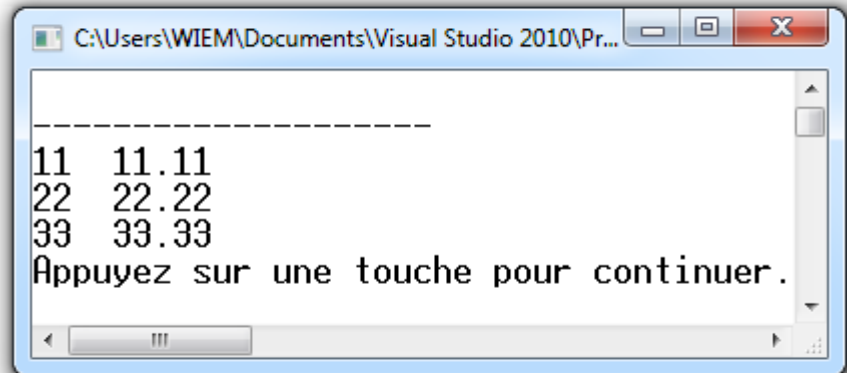 C:\Users\WIEM\Documents\Visual Studio 2010\Pr...
--------------------
11  11.11
22  22.22
33  33.33
Appuyez sur une touche pour continuer.